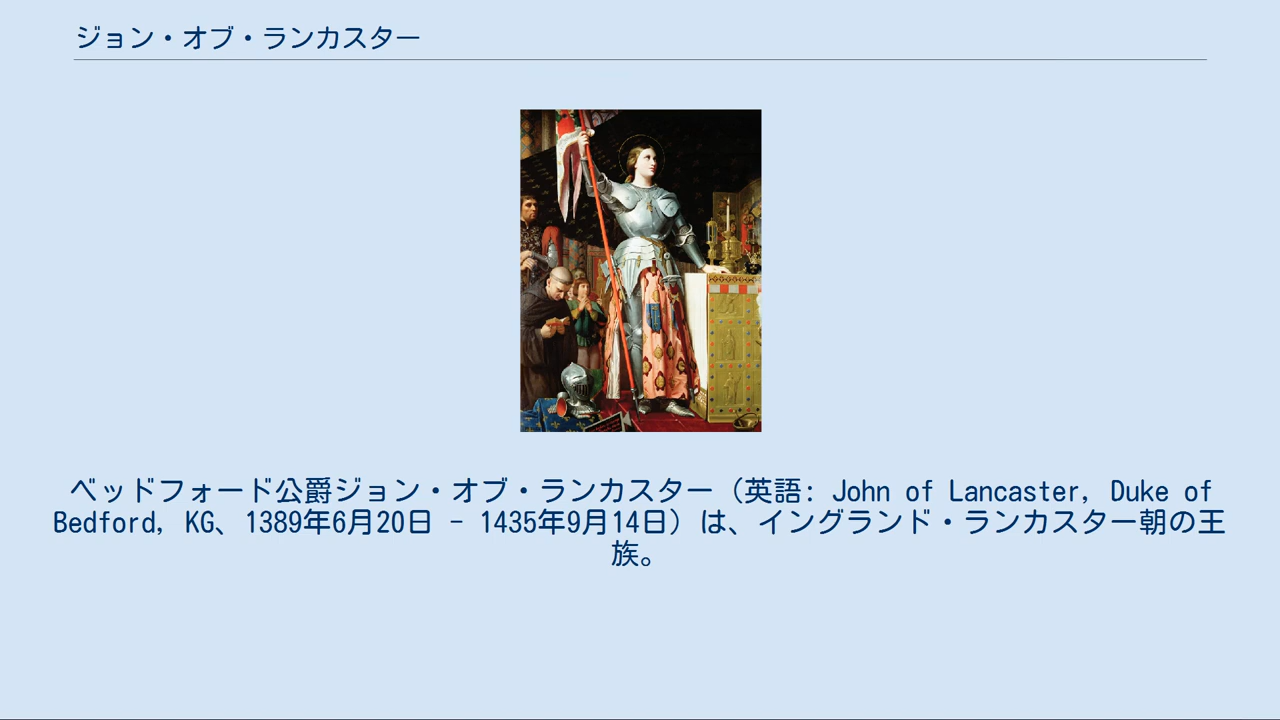 ジョン・オブ・ランカスター
ベッドフォード公爵ジョン・オブ・ランカスター（英語: John of Lancaster, Duke of
Bedford, KG、1389年6月20日 - 1435年9月14日）は、イングランド・ランカスター朝の王
族。